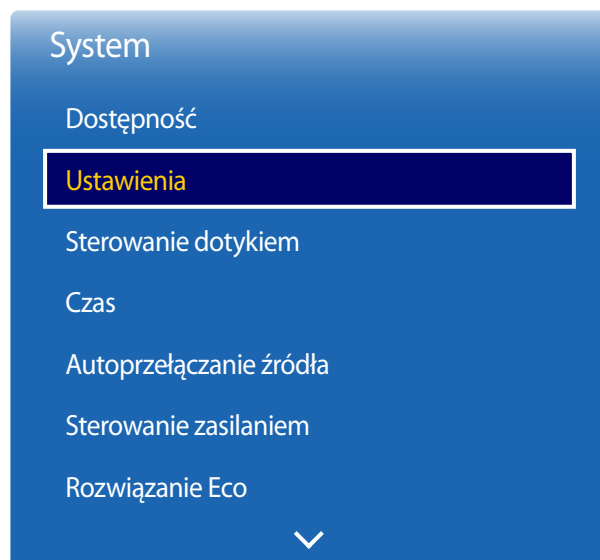 System
Dostępność
Ustawienia
Sterowanie dotykiem
Czas
Autoprzełączanie źródła
Sterowanie zasilaniem
Rozwiązanie Eco